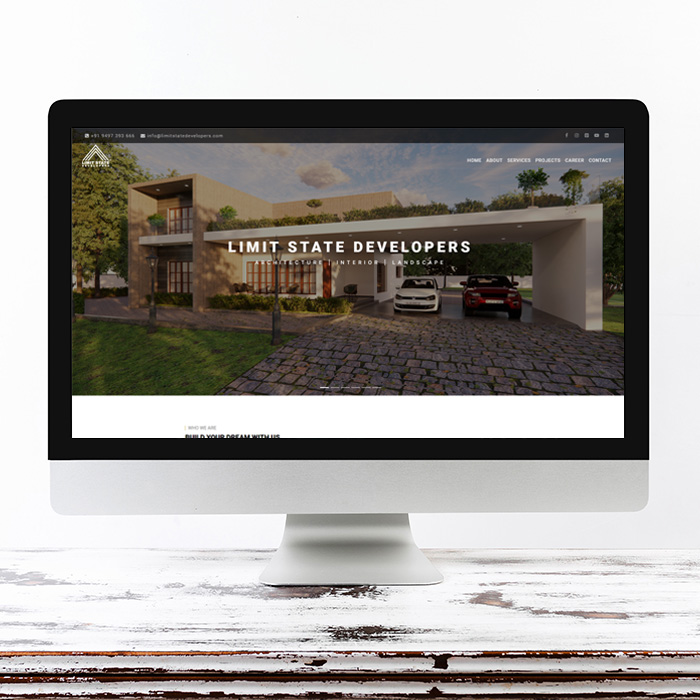 +91 9497 393 666 info@limitstatedevelopers.com
LIMIT STATE
DEVELOPERS
HOME ABOUT SERVICES PROJECTS CAREER CONTACT
LIMIT STATE DEVELOPERS
ARCHITECTURE | INTERIOR | LANDSCAPE
| WHO WE ARE
BUILD YOUR DREAM WITH US